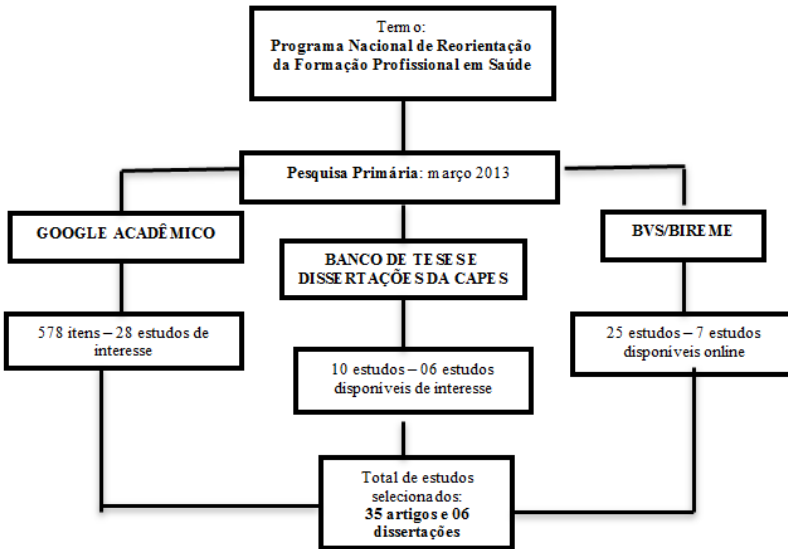 Termo:
Programa Nacional de Reorientação
da Formação Profissional em Saúde
Pesquisa Primária: março 2013
GOOGLE ACADÊMICO
BANCO DE TESES E
DISSERTAÇÕES DA CAPES
BVS/BIREME
578 itens – 28 estudos de
interesse
10 estudos – 06 estudos
disponíveis de interesse
25 estudos – 7 estudos
disponíveis online
Total de estudos
selecionados:
35 artigos e 06
dissertações